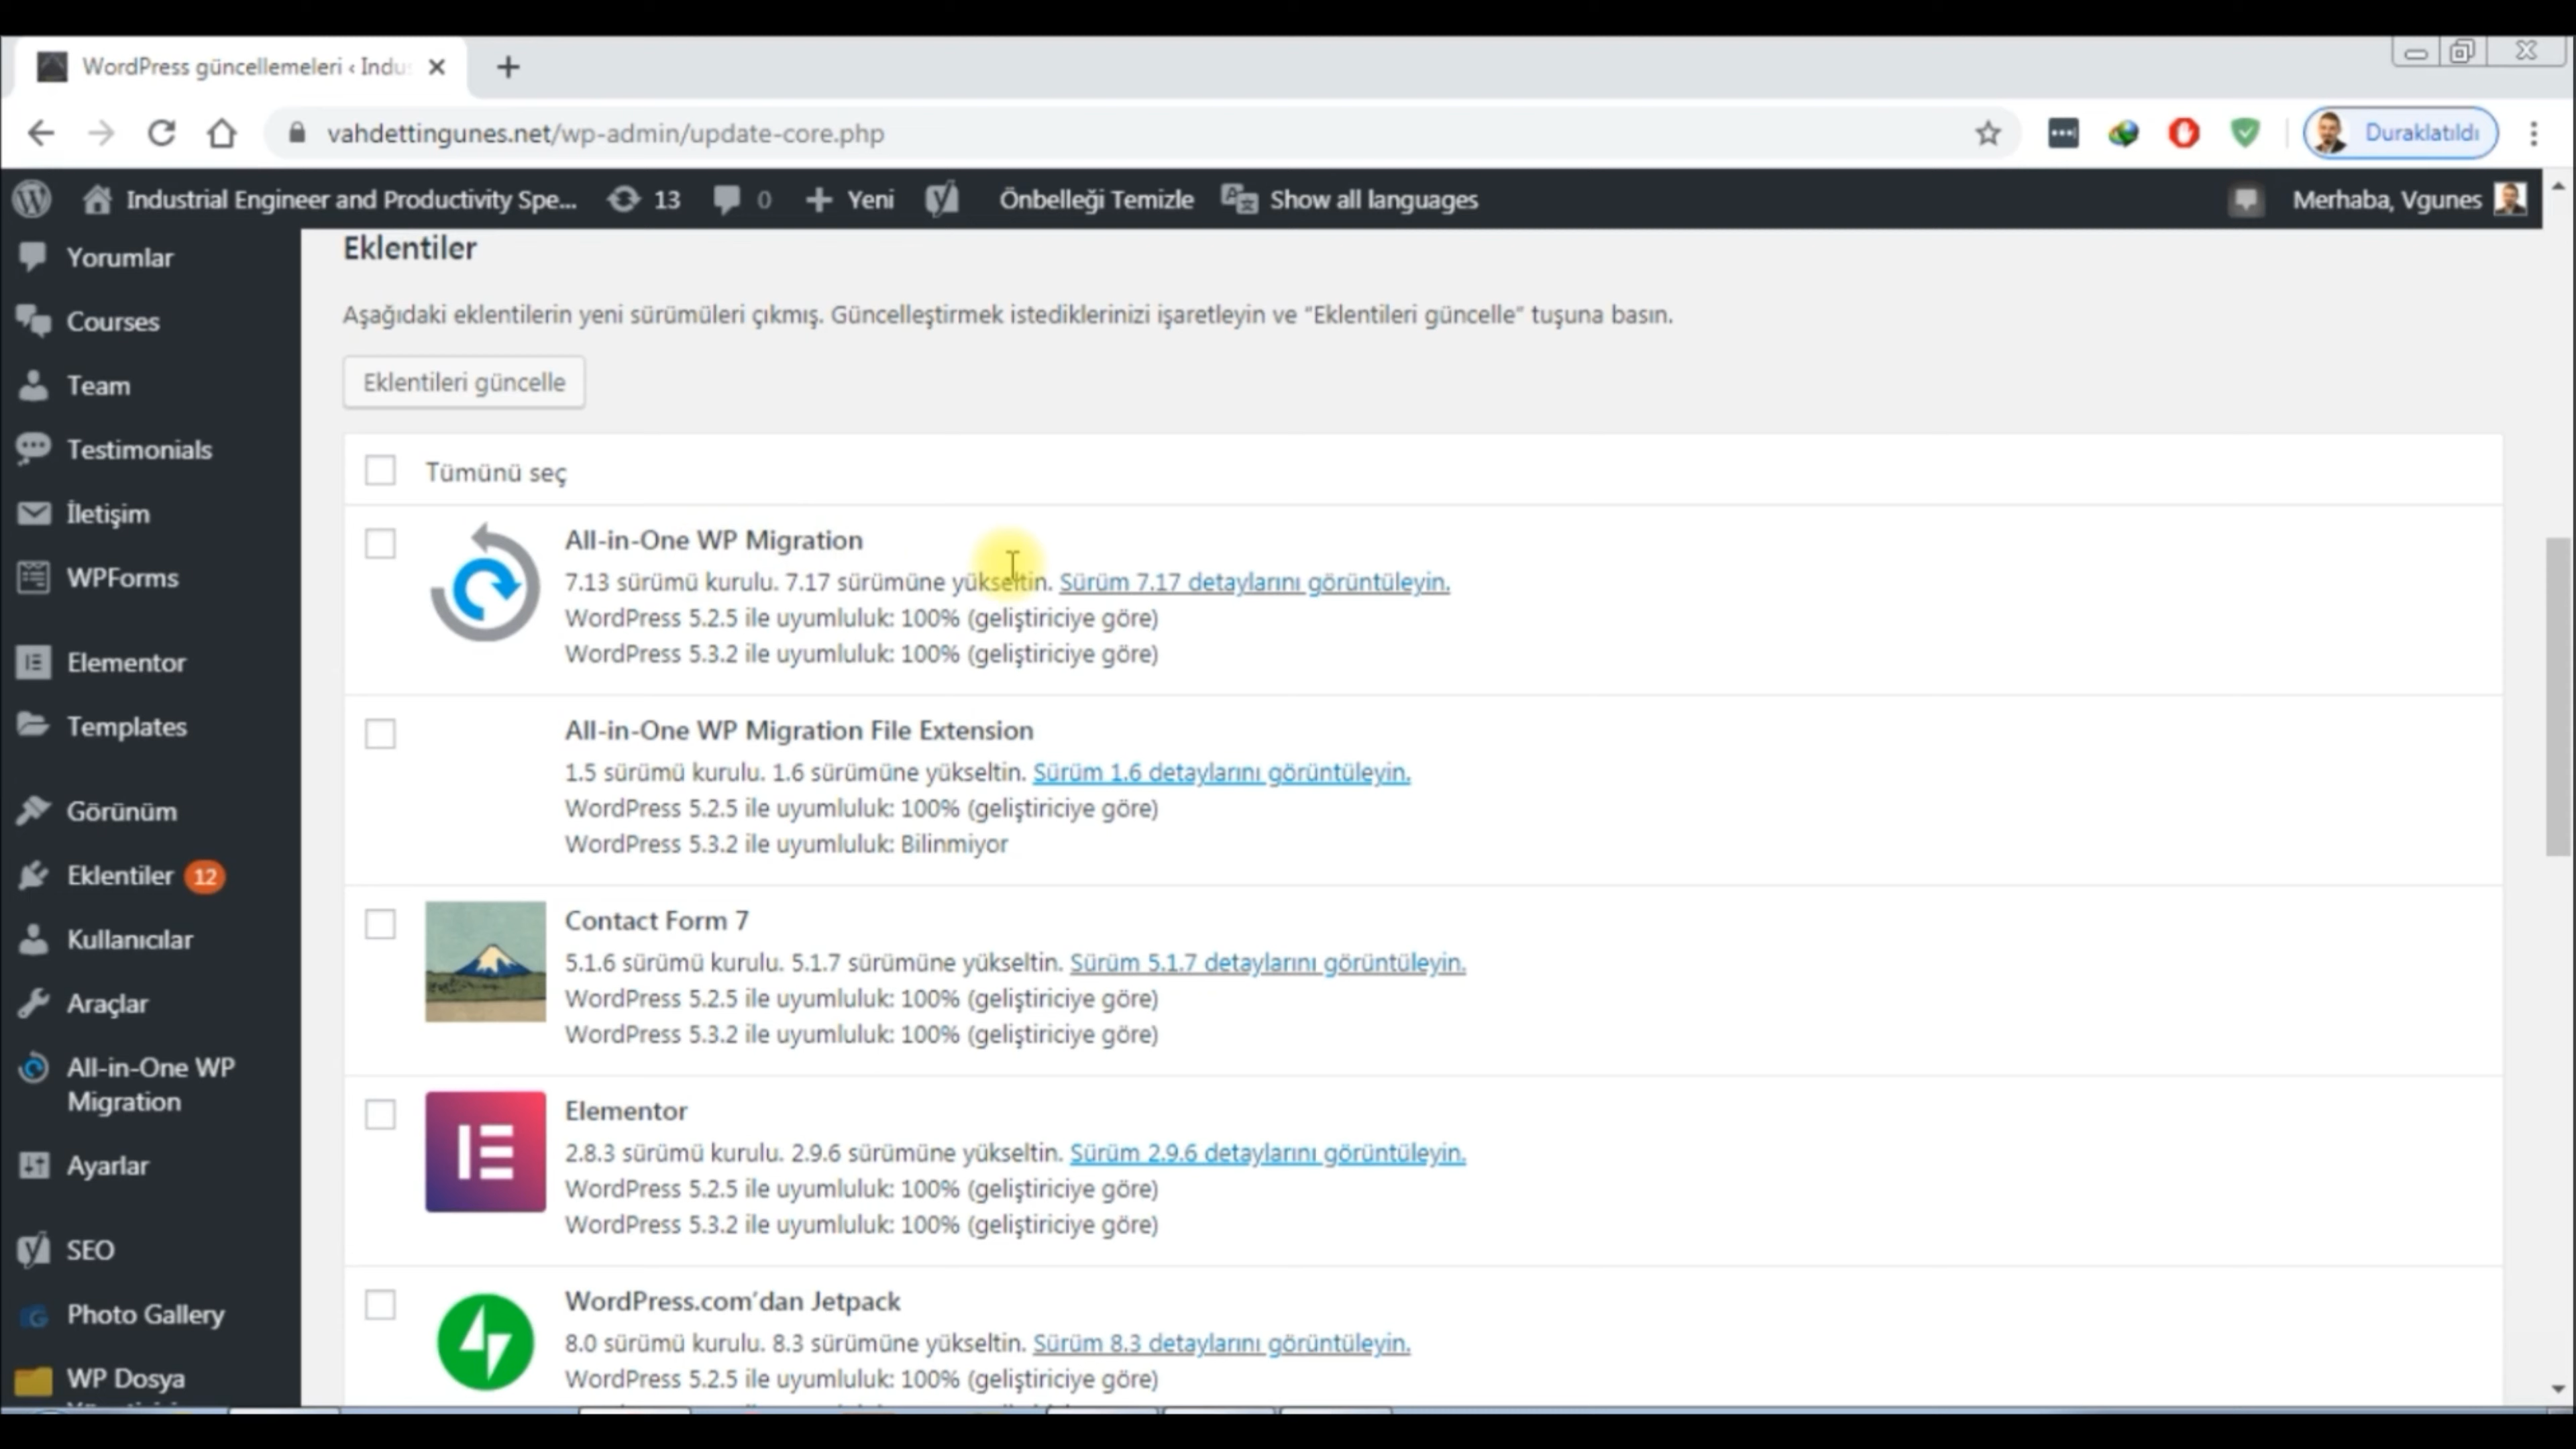 WordPress güncellemeleri ‹ Indu
vahdettingunes.net/wp-admin/update-core.php
Duraklatıldı
Industrial Engineer and Productivity Spe...
13
0
Yeni
Önbelleği Temizle
Show all languages
Merhaba, Vgunes
Yorumlar
Courses
Team
Testimonials
İletişim
WPForms
Elementor
Templates
Görünüm
Eklentiler 12
Kullanıcılar
Araçlar
All-in-One WP
Migration
Ayarlar
SEO
Photo Gallery
WP Dosya
Eklentiler
Aşağıdaki eklentilerin yeni sürümüleri çıkmış. Güncelleştirmek istediklerinizi işaretleyin ve “Eklentileri güncelle” tuşuna basın.
Eklentileri güncelle
Tümünü seç
All-in-One WP Migration
7.13 sürümü kurulu. 7.17 sürümüne yükseltin. Sürüm 7.17 detaylarını görüntüleyin.
WordPress 5.2.5 ile uyumluluk: 100% (geliştiriciye göre)
WordPress 5.3.2 ile uyumluluk: 100% (geliştiriciye göre)
All-in-One WP Migration File Extension
1.5 sürümü kurulu. 1.6 sürümüne yükseltin. Sürüm 1.6 detaylarını görüntüleyin.
WordPress 5.2.5 ile uyumluluk: 100% (geliştiriciye göre)
WordPress 5.3.2 ile uyumluluk: Bilinmiyor
Contact Form 7
5.1.6 sürümü kurulu. 5.1.7 sürümüne yükseltin. Sürüm 5.1.7 detaylarını görüntüleyin.
WordPress 5.2.5 ile uyumluluk: 100% (geliştiriciye göre)
WordPress 5.3.2 ile uyumluluk: 100% (geliştiriciye göre)
Elementor
2.8.3 sürümü kurulu. 2.9.6 sürümüne yükseltin. Sürüm 2.9.6 detaylarını görüntüleyin.
WordPress 5.2.5 ile uyumluluk: 100% (geliştiriciye göre)
WordPress 5.3.2 ile uyumluluk: 100% (geliştiriciye göre)
WordPress.com’dan Jetpack
8.0 sürümü kurulu. 8.3 sürümüne yükseltin. Sürüm 8.3 detaylarını görüntüleyin.
WordPress 5.2.5 ile uyumluluk: 100% (geliştiriciye göre)